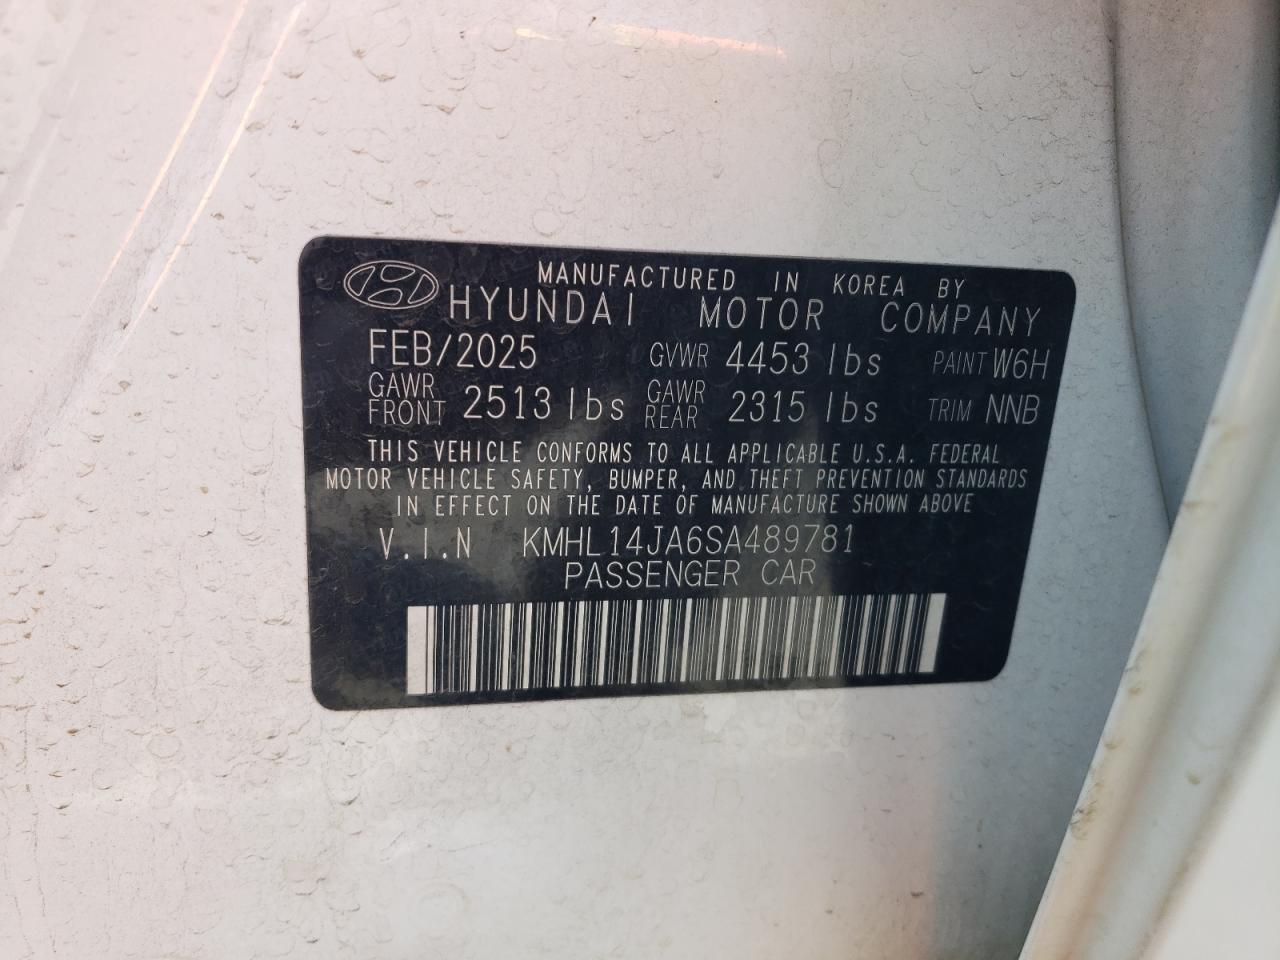 MANUFACTURED IN KOREA BY
HYUNDAI MOTOR COMPANY
FEB/2025 GVWR 4453 lbs PAINT W6H
GAWR FRONT 2513 lbs GAWR REAR 2315 lbs TRIM NNB
THIS VEHICLE CONFORMS TO ALL APPLICABLE U.S.A. FEDERAL
MOTOR VEHICLE SAFETY, BUMPER, AND THEFT PREVENTION STANDARDS
IN EFFECT ON THE DATE OF MANUFACTURE SHOWN ABOVE
V.I.N KMHL14JA6SA489781
PASSENGER CAR